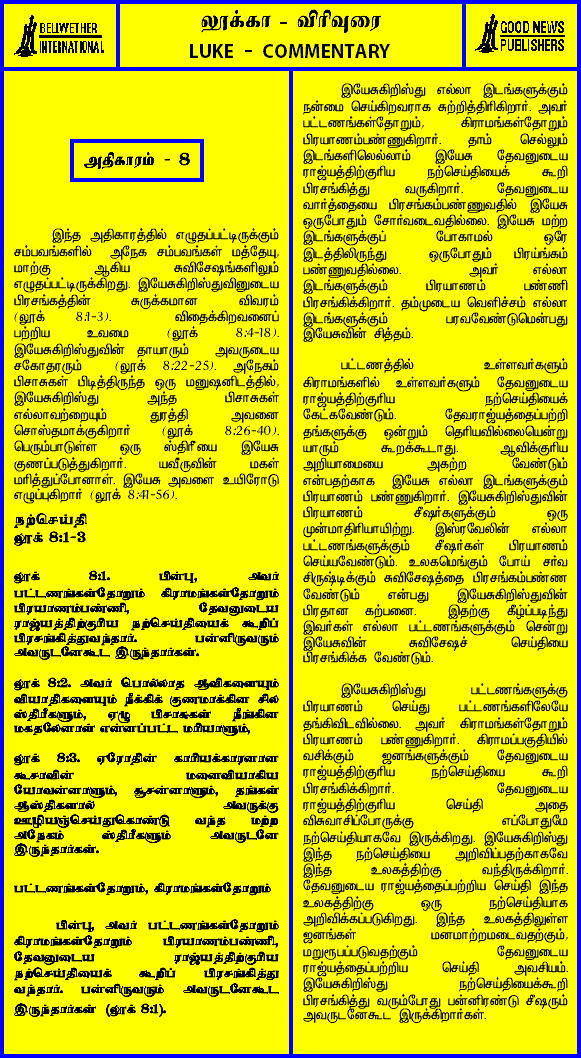 BELWETHER
INTERNATIONAL
லூக்கா - விரிவுரை
LUKE - COMMENTARY
GOOD NEWS
PUBLISHERS
அதிகாரம் - 8
இந்த அதிகாரத்தில் எழுதப்பட்டிருக்கும்
சம்பவங்களில் அநேக சம்பவங்கள் மத்தேயு,
மாற்கு ஆகிய சுவிசேஷங்களிலும்
எழுதப்பட்டிருக்கிறது. இயேசுகிறிஸ்துவினுடைய
பிரசங்கத்தின் சுருக்கமான விவரம்
(லூக் 8:1-3). விதைக்கிறவனைப்
பற்றிய உவமை (லூக் 8:4-18).
இயேசுகிறிஸ்துவின் தாயாரும் அவருடைய
சகோதரரும் (லூக் 8:22-25). அநேகம்
பிசாசுகள் பிடித்திருந்த ஒரு மனுஷனிடத்தில்,
இயேசுகிறிஸ்து அந்த பிசாசுகள்
எல்லாவற்றையும் துரத்தி அவனை
சொஸ்தமாக்குகிறார் (லூக் 8:26-40).
பெரும்பாடுள்ள ஒரு ஸ்திரீயை இயேசு
குணப்படுத்துகிறார். யவீருவின் மகள்
மரித்துப்போனாள். இயேசு அவளை உயிரோடு
எழுப்புகிறார் (லூக் 8:41-56).
நற்செய்தி
லூக் 8:1-3
லூக் 8:1. பின்பு, அவர்
பட்டணங்கள்தோறும் கிராமங்கள்தோறும்
பிரயாணம்பண்ணி, தேவனுடைய
ராஜ்யத்திற்குரிய நற்செய்தியைக் கூறிப்
பிரசங்கித்துவந்தார். பன்னிருவரும்
அவருடனேகூட இருந்தார்கள்.
லூக் 8:2. அவர் பொல்லாத ஆவிகளையும்
வியாதிகளையும் நீக்கிக் குணமாக்கின சில
ஸ்திரீகளும், ஏழு பிசாசுகள் நீங்கின
மகதலேனாள் என்னப்பட்ட மரியாளும்,
லூக் 8:3. ஏரோதின் காரியக்காரனான
கூசாவின் மனைவியாகிய
யோவன்னாளும், சூசன்னாளும், தங்கள்
ஆஸ்திகளால் அவருக்கு
ஊழியஞ்செய்துகொண்டு வந்த மற்ற
அநேகம் ஸ்திரீகளும் அவருடனே
இருந்தார்கள்.
பட்டணங்கள்தோறும், கிராமங்கள்தோறும்
பின்பு, அவர் பட்டணங்கள்தோறும்
கிராமங்கள்தோறும் பிரயாணம்பண்ணி,
தேவனுடைய ராஜ்யத்திற்குரிய
நற்செய்தியைக் கூறிப் பிரசங்கித்து
வந்தார். பன்னிருவரும் அவருடனேகூட
இருந்தார்கள் (லூக் 8:1).
இயேசுகிறிஸ்து எல்லா இடங்களுக்கும்
நன்மை செய்கிறவராக சுற்றித்திரிகிறார். அவர்
பட்டணங்கள்தோறும், கிராமங்கள்தோறும்
பிரயாணம்பண்ணுகிறார். தாம் செல்லும்
இடங்களிலெல்லாம் இயேசு தேவனுடைய
ராஜ்யத்திற்குரிய நற்செய்தியைக் கூறி
பிரசங்கித்து வருகிறார். தேவனுடைய
வார்த்தையை பிரசங்கம்பண்ணுவதில் இயேசு
ஒருபோதும் சோர்வடைவதில்லை. இயேசு மற்ற
இடங்களுக்குப் போகாமல் ஒரே
இடத்திலிருந்து ஒருபோதும் பிரய்ங்கம்
பண்ணுவதில்லை. அவர் எல்லா
இடங்களுக்கும் பிரயாணம் பண்ணி
பிரசங்கிக்கிறார். தம்முடைய வெளிச்சம் எல்லா
இடங்களுக்கும் பரவவேண்டுமென்பது
இயேசுவின் சித்தம்.
பட்டணத்தில் உள்ளவர்களும்
கிராமங்களில் உள்ளவர்களும் தேவனுடைய
ராஜ்யத்திற்குரிய நற்செய்தியைக்
கேட்கவேண்டும். தேவராஜ்யத்தைப்பற்றி
தங்களுக்கு ஒன்றும் தெரியவில்லையென்று
யாரும் கூறக்கூடாது. ஆவிக்குரிய
அறியாமையை அகற்ற வேண்டும்
என்பதற்காக இயேசு எல்லா இடங்களுக்கும்
பிரயாணம் பண்ணுகிறார். இயேசுகிறிஸ்துவின்
பிரயாணம் சீஷர்களுக்கும் ஒரு
முன்மாதிரியாயிற்று. இஸ்ரவேலின் எல்லா
பட்டணங்களுக்கும் சீஷர்கள் பிரயாணம்
செய்யவேண்டும். உலகமெங்கும் போய் சர்வ
சிருஷ்டிக்கும் சுவிசேஷத்தை பிரசங்கம்பண்ண
வேண்டும் என்பது இயேசுகிறிஸ்துவின்
பிரதான கற்பனை. இதற்கு கீழ்ப்படிந்து
இவர்கள் எல்லா பட்டணங்களுக்கும் சென்று
இயேசுவின் சுவிசேசச் செய்தியை
பிரசங்கிக்க வேண்டும்.
இயேசுகிறிஸ்து பட்டணங்களுக்கு
பிரயாணம் செய்து பட்டணங்களிலேயே
தங்கிவிடவில்லை. அவர் கிராமங்கள்தோறும்
பிரயாணம் பண்ணுகிறார். கிராமப்பகுதியில்
வசிக்கும் ஜனங்களுக்கும் தேவனுடைய
ராஜ்யத்திற்குரிய நற்செய்தியை கூறி
பிரசங்கிக்கிறார். தேவனுடைய
ராஜ்யத்திற்குரிய செய்தி அதை
விசுவாசிப்போருக்கு எப்போதுமே
நற்செய்தியாகவே இருக்கிறது. இயேசுகிறிஸ்து
இந்த நற்செய்தியை அறிவிப்பதற்காகவே
இந்த உலகத்திற்கு வந்திருக்கிறார்.
தேவனுடைய ராஜ்யத்தைப்பற்றிய செய்தி இந்த
உலகத்திற்கு ஒரு நற்செய்தியாக
அறிவிக்கப்படுகிறது. இந்த உலகத்திலுள்ள
ஜனங்கள் மனமாற்றமடைவதற்கும்,
மறுரூபப்படுவதற்கும் தேவனுடைய
ராஜ்யத்தைப்பற்றிய செய்தி அவசியம்.
இயேசுகிறிஸ்து நற்செய்தியைக்கூறி
பிரசங்கித்து வரும்போது பன்னிரண்டு சீஷரும்
அவருடனேகூட இருக்கிறார்கள்.